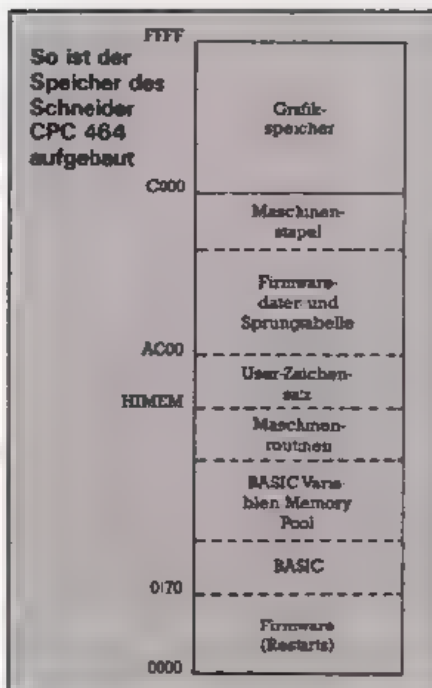 So ist der
Speicher des
Schneider
CPC 464
aufgebaut
FFFF
Grafik-
speicher
C000
Maschinen-
stapel
Firmware-
daten und
Sprungtabelle
AC00
User-Zeichen-
satz
HIMEM
Maschinen-
routinen
BASIC Varia-
blen Memory
Pool
BASIC
0170
Firmware
(Restarts)
0000